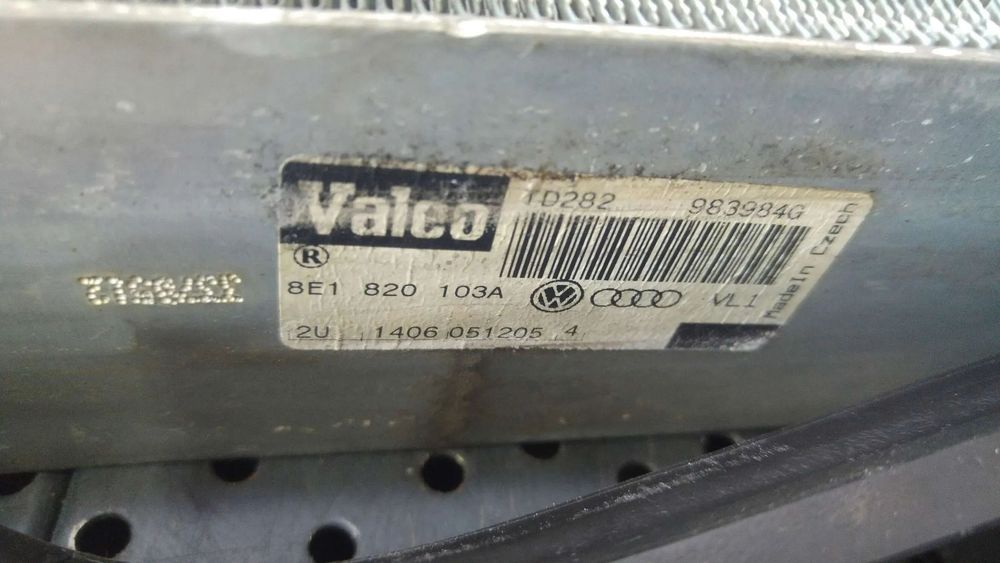 Valeo
®
1D282 983984G
8E1 820 103A VL1
2U 1406 051205 4
Made In Czech